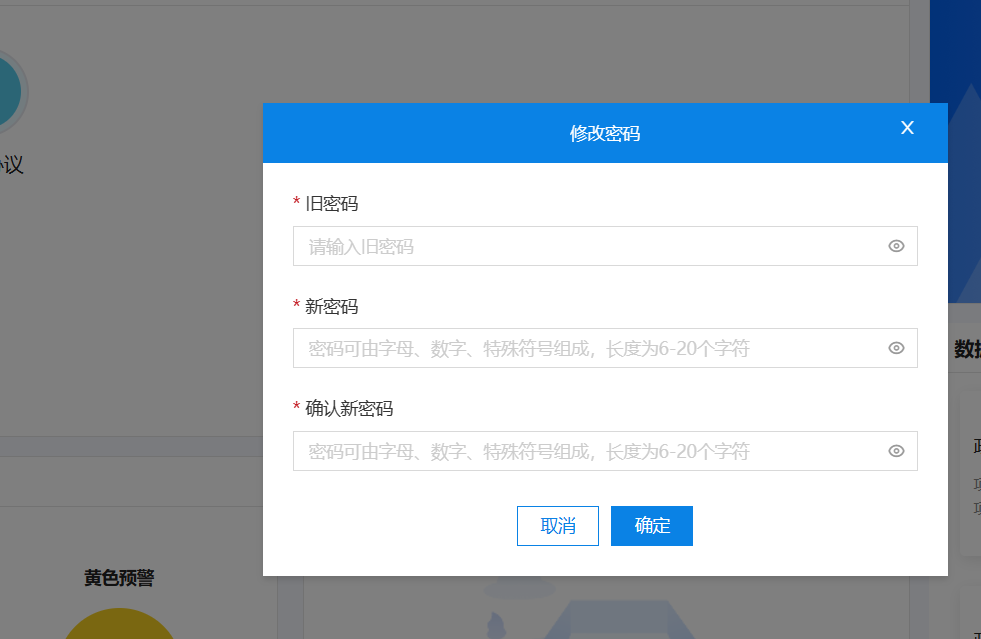 修改密码
X
议
* 旧密码
请输入旧密码
* 新密码
密码可由字母、数字、特殊符号组成，长度为6-20个字符
数据
* 确认新密码
密码可由字母、数字、特殊符号组成，长度为6-20个字符
取消
确定
黄色预警